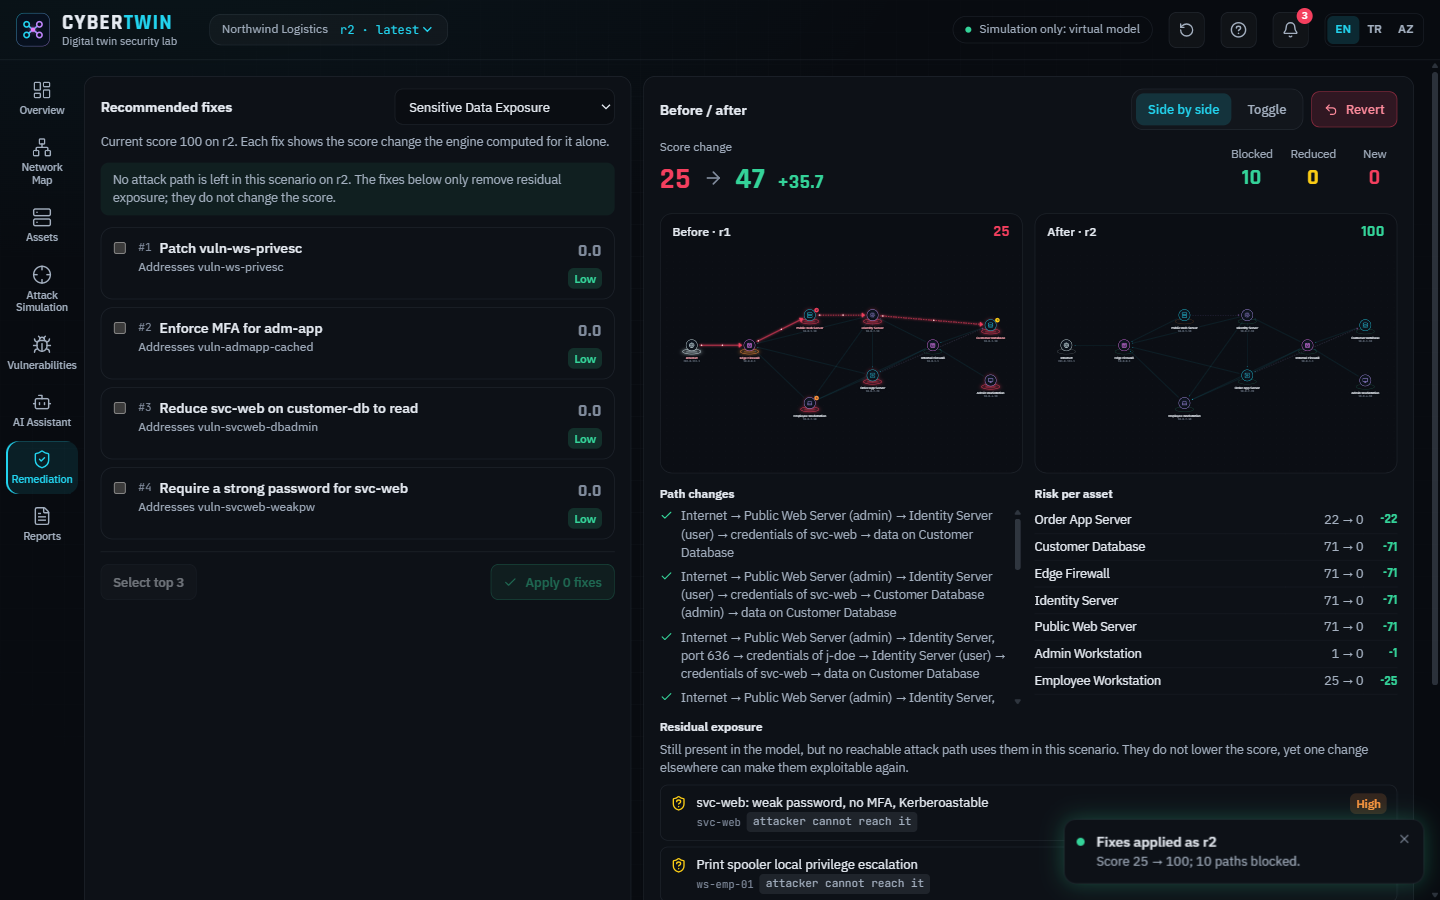 CYBERTWIN
Digital twin security lab
Northwind Logistics r2 · latest
Simulation only: virtual model
3
EN TR AZ
Overview
Network
Map
Assets
Attack
Simulation
Vulnerabilities
AI Assistant
Remediation
Reports
Recommended fixes
Sensitive Data Exposure
Current score 100 on r2. Each fix shows the score change the engine computed for it alone.
No attack path is left in this scenario on r2. The fixes below only remove residual
exposure; they do not change the score.
#1 Patch vuln-ws-privesc 0.0
Addresses vuln-ws-privesc
Low
#2 Enforce MFA for adm-app 0.0
Addresses vuln-admapp-cached
Low
#3 Reduce svc-web on customer-db to read 0.0
Addresses vuln-svcweb-dbadmin
Low
#4 Require a strong password for svc-web 0.0
Addresses vuln-svcweb-weakpw
Low
Select top 3
Apply 0 fixes
Before / after
Side by side Toggle Revert
Score change
25 → 47 +35.7
Blocked Reduced New
10 0 0
Before · r1 25
After · r2 100
Path changes
Internet → Public Web Server (admin) → Identity Server
(user) → credentials of svc-web → data on Customer
Database
Internet → Public Web Server (admin) → Identity Server
(user) → credentials of svc-web → Customer Database
(admin) → data on Customer Database
Internet → Public Web Server (admin) → Identity Server,
port 636 → credentials of j-doe → Identity Server (user) →
credentials of svc-web → data on Customer Database
Internet → Public Web Server (admin) → Identity Server,
Risk per asset
Order App Server 22 → 0 -22
Customer Database 71 → 0 -71
Edge Firewall 71 → 0 -71
Identity Server 71 → 0 -71
Public Web Server 71 → 0 -71
Admin Workstation 1 → 0 -1
Employee Workstation 25 → 0 -25
Residual exposure
Still present in the model, but no reachable attack path uses them in this scenario. They do not lower the score, yet one change
elsewhere can make them exploitable again.
svc-web: weak password, no MFA, Kerberoastable
High
svc-web attacker cannot reach it
Print spooler local privilege escalation
ws-emp-01 attacker cannot reach it
Fixes applied as r2
Score 25 → 100; 10 paths blocked.